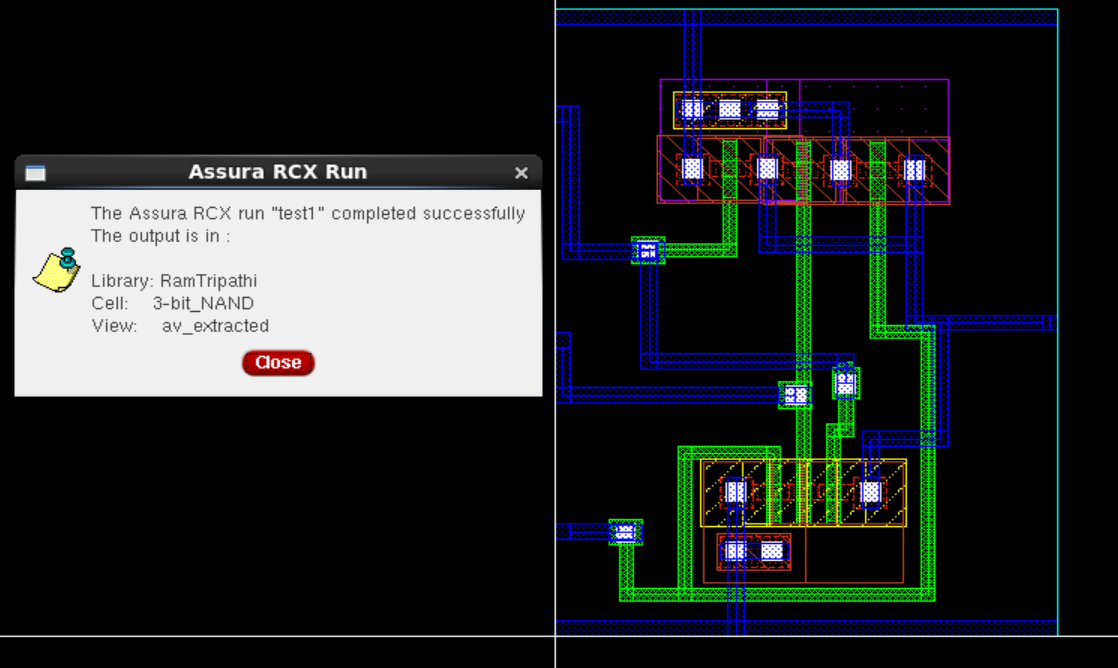 Assura RCX Run
The Assura RCX run "test1" completed successfully
The output is in :
Library: RamTripathi
Cell: 3-bit_NAND
View: av_extracted
Close